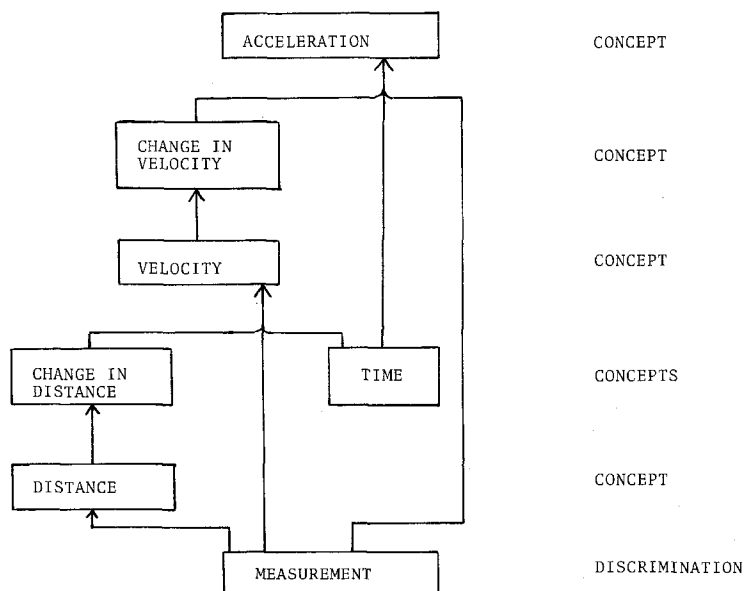 ACCELERATION CONCEPT
CHANGE IN
VELOCITY CONCEPT
VELOCITY CONCEPT
CHANGE IN
DISTANCE TIME CONCEPTS
DISTANCE CONCEPT
MEASUREMENT DISCRIMINATION